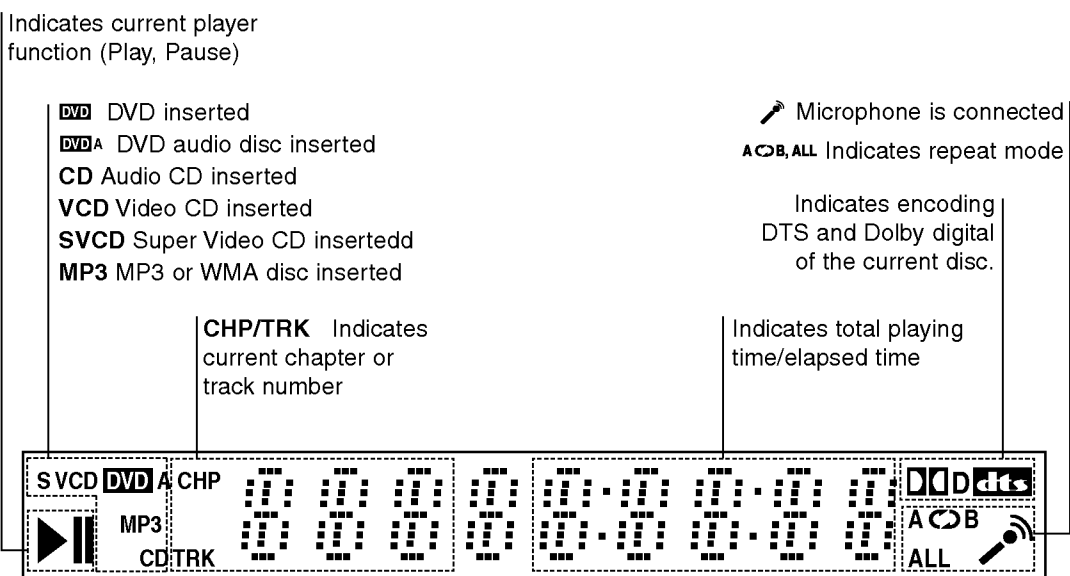 Indicates current player
function (Play, Pause)
DVD DVD inserted
DVD A DVD audio disc inserted
CD Audio CD inserted
VCD Video CD inserted
SVCD Super Video CD insertedd
MP3 MP3 or WMA disc inserted
Microphone is connected
A B, ALL Indicates repeat mode
Indicates encoding
DTS and Dolby digital
of the current disc.
CHP/TRK Indicates
current chapter or
track number
Indicates total playing
time/elapsed time
S VCD DVD A CHP
D dts
MP3
A B
CD TRK
ALL